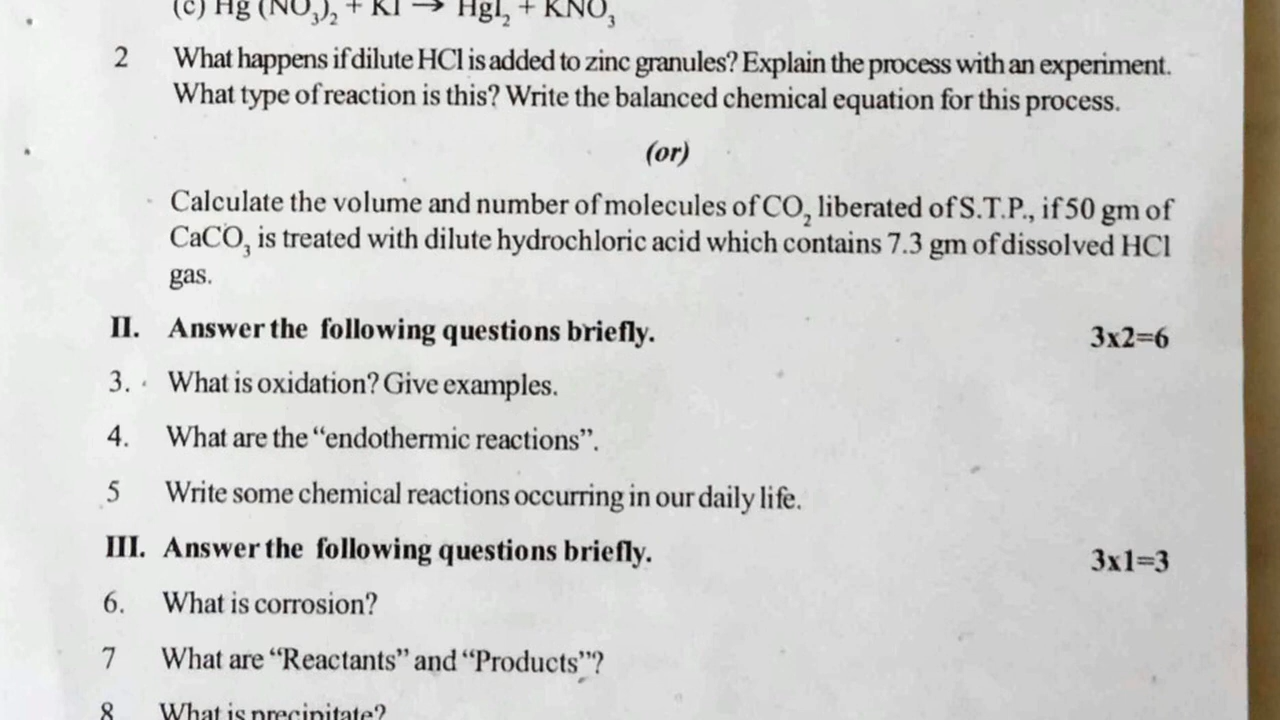 (c) Hg (NO₃)₂ + KI → HgI₂ + KNO₃
2 What happens if dilute HCl is added to zinc granules? Explain the process with an experiment.
What type of reaction is this? Write the balanced chemical equation for this process.
(or)
Calculate the volume and number of molecules of CO₂ liberated of S.T.P., if 50 gm of
CaCO₃ is treated with dilute hydrochloric acid which contains 7.3 gm of dissolved HCl
gas.
II. Answer the following questions briefly. 3x2=6
3. What is oxidation? Give examples.
4. What are the “endothermic reactions”.
5 Write some chemical reactions occurring in our daily life.
III. Answer the following questions briefly. 3x1=3
6. What is corrosion?
7 What are “Reactants” and “Products”?
8 What is precipitate?